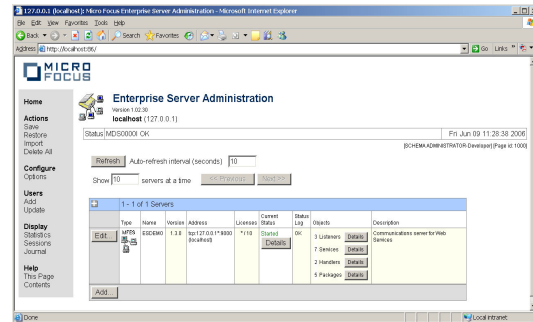 127.0.0.1 (localhost): Micro Focus Enterprise Server Administration - Microsoft Internet Explorer
File Edit View Favorites Tools Help
Back Search Favorites
Address http://localhost:86/ Go Links
MICRO FOCUS
Home
Actions
Save
Restore
Import
Delete All
Configure
Options
Users
Add
Update
Display
Statistics
Sessions
Journal
Help
This Page
Contents
Enterprise Server Administration
Version 1.02.30
localhost (127.0.0.1)
Status MDS0000I OK Fri Jun 09 11:28:38 2006
[SCHEMA ADMINISTRATOR-Developer] [Page id: 1000]
Refresh Auto-refresh interval (seconds) 10
Show 10 servers at a time << Previous Next >>
1 - 1 of 1 Servers
Type Name Version Address Licenses Current Status Status Log Objects Description
Edit MFES ESDEMO 1.3.8 tcp:127.0.0.1*:9000 (localhost) */10 Started Details OK 3 Listeners Details Communications server for Web Services
7 Services Details
2 Handlers Details
5 Packages Details
Add...
Done Local intranet